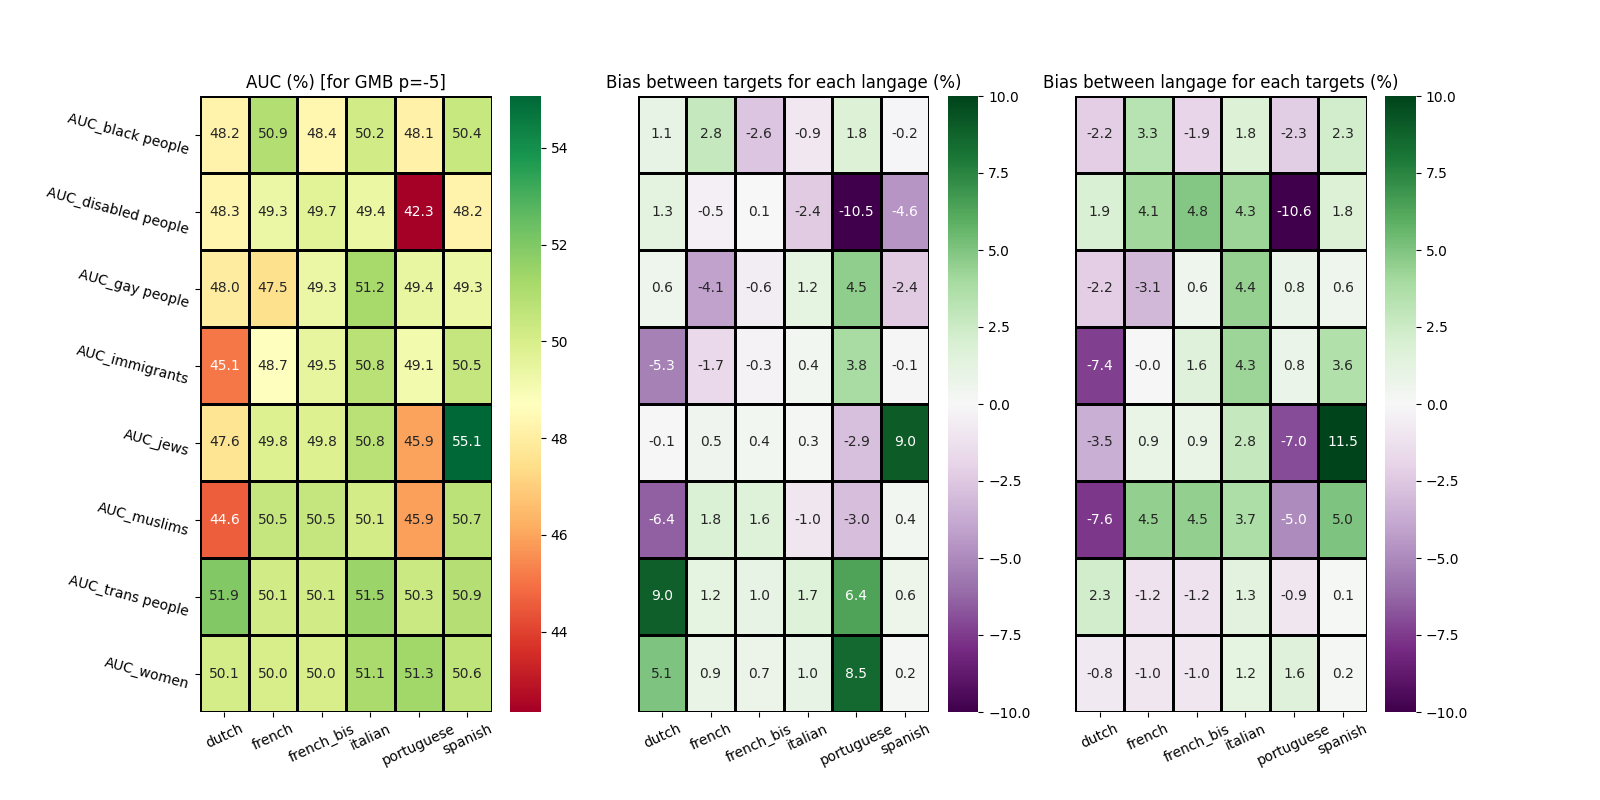 AUC (%) [for GMB p=-5]
Bias between targets for each langage (%)
Bias between langage for each targets (%)
AUC_black people 48.2 50.9 48.4 50.2 48.1 50.4
AUC_disabled people 48.3 49.3 49.7 49.4 42.3 48.2
AUC_gay people 48.0 47.5 49.3 51.2 49.4 49.3
AUC_immigrants 45.1 48.7 49.5 50.8 49.1 50.5
AUC_jews 47.6 49.8 49.8 50.8 45.9 55.1
AUC_muslims 44.6 50.5 50.5 50.1 45.9 50.7
AUC_trans people 51.9 50.1 50.1 51.5 50.3 50.9
AUC_women 50.1 50.0 50.0 51.1 51.3 50.6
dutch french french_bis italian portuguese spanish
54
52
50
48
46
44
1.1 2.8 -2.6 -0.9 1.8 -0.2
1.3 -0.5 0.1 -2.4 -10.5 -4.6
0.6 -4.1 -0.6 1.2 4.5 -2.4
-5.3 -1.7 -0.3 0.4 3.8 -0.1
-0.1 0.5 0.4 0.3 -2.9 9.0
-6.4 1.8 1.6 -1.0 -3.0 0.4
9.0 1.2 1.0 1.7 6.4 0.6
5.1 0.9 0.7 1.0 8.5 0.2
dutch french french_bis italian portuguese spanish
10.0
7.5
5.0
2.5
0.0
−2.5
−5.0
−7.5
−10.0
-2.2 3.3 -1.9 1.8 -2.3 2.3
1.9 4.1 4.8 4.3 -10.6 1.8
-2.2 -3.1 0.6 4.4 0.8 0.6
-7.4 -0.0 1.6 4.3 0.8 3.6
-3.5 0.9 0.9 2.8 -7.0 11.5
-7.6 4.5 4.5 3.7 -5.0 5.0
2.3 -1.2 -1.2 1.3 -0.9 0.1
-0.8 -1.0 -1.0 1.2 1.6 0.2
dutch french french_bis italian portuguese spanish
10.0
7.5
5.0
2.5
0.0
−2.5
−5.0
−7.5
−10.0